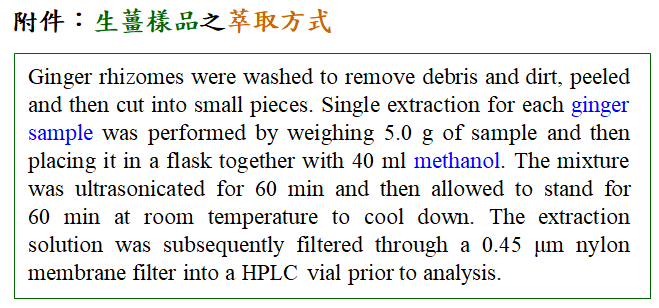 附件：生薑樣品之萃取方式
Ginger rhizomes were washed to remove debris and dirt, peeled
and then cut into small pieces. Single extraction for each ginger
sample was performed by weighing 5.0 g of sample and then
placing it in a flask together with 40 ml methanol. The mixture
was ultrasonicated for 60 min and then allowed to stand for
60 min at room temperature to cool down. The extraction
solution was subsequently filtered through a 0.45 μm nylon
membrane filter into a HPLC vial prior to analysis.